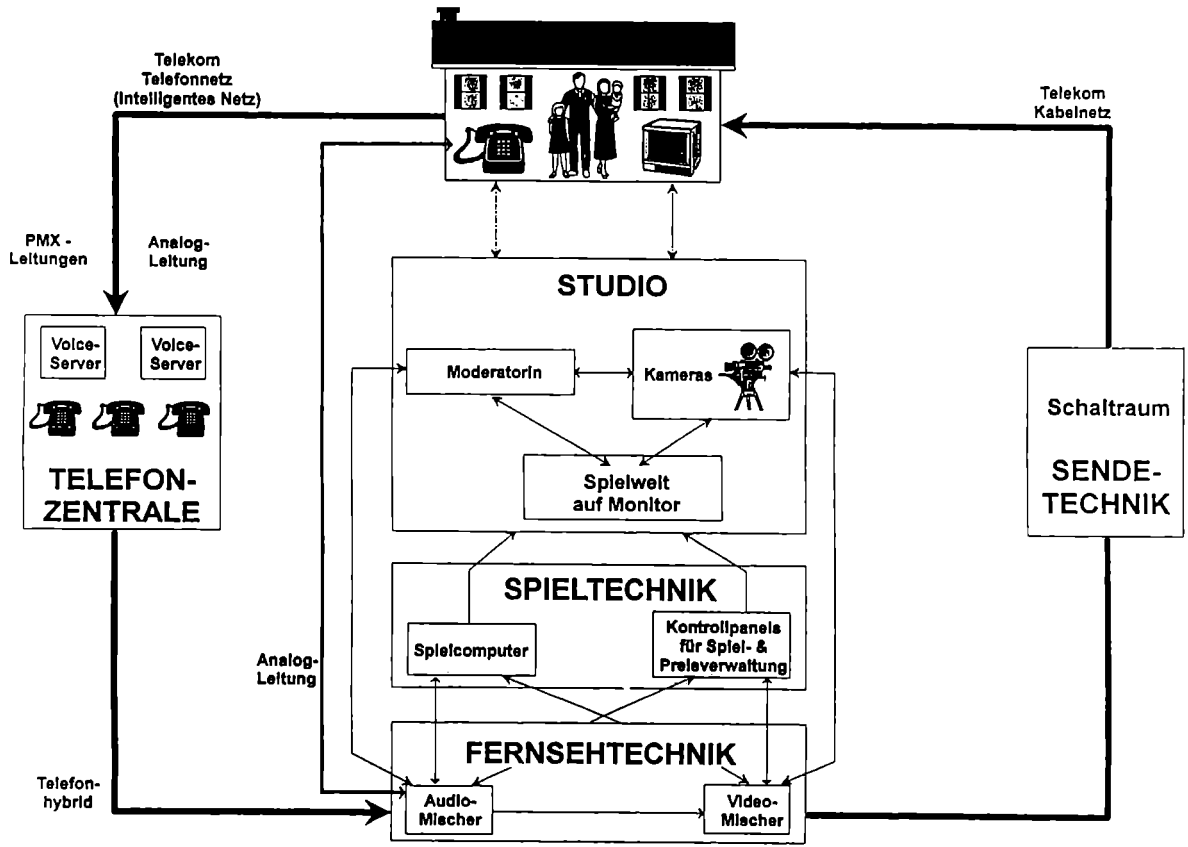 Telekom
Telefonnetz
(Intelligentes Netz)
Telekom
Kabelnetz
PMX -
Leitungen
Analog-
Leitung
STUDIO
Voice-
Server
Voice-
Server
Moderatorin
Kameras
TELEFON-
ZENTRALE
Spielwelt
auf Monitor
Schaltraum
SENDE-
TECHNIK
SPIELTECHNIK
Spielcomputer
Kontrollpanels
für Spiel- &
Preisverwaltung
Analog-
Leitung
FERNSEHTECHNIK
Telefon-
hybrid
Audio-
Mischer
Video-
Mischer